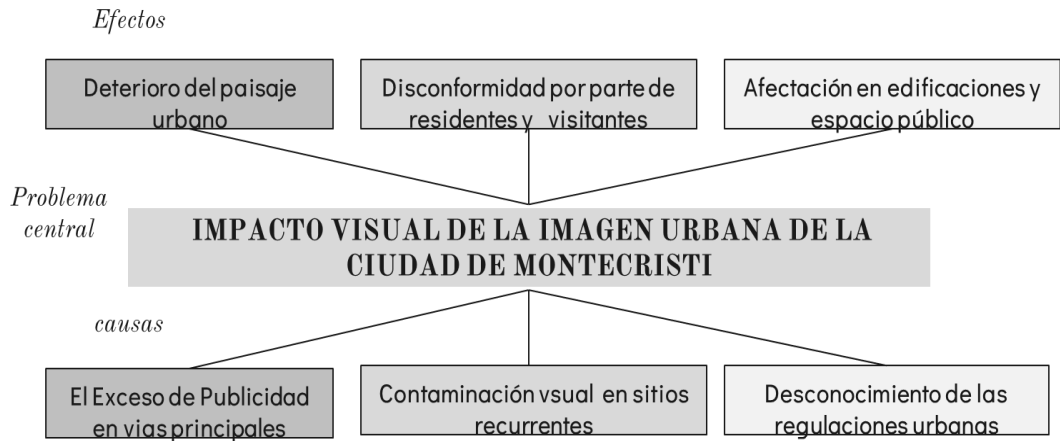 Efectos
Deterioro del paisaje
urbano
Disconformidad por parte de
residentes y visitantes
Afectación en edificaciones y
espacio público
Problema
central
IMPACTO VISUAL DE LA IMAGEN URBANA DE LA
CIUDAD DE MONTECRISTI
causas
El Exceso de Publicidad
en vias principales
Contaminación vsual en sitios
recurrentes
Desconocimiento de las
regulaciones urbanas